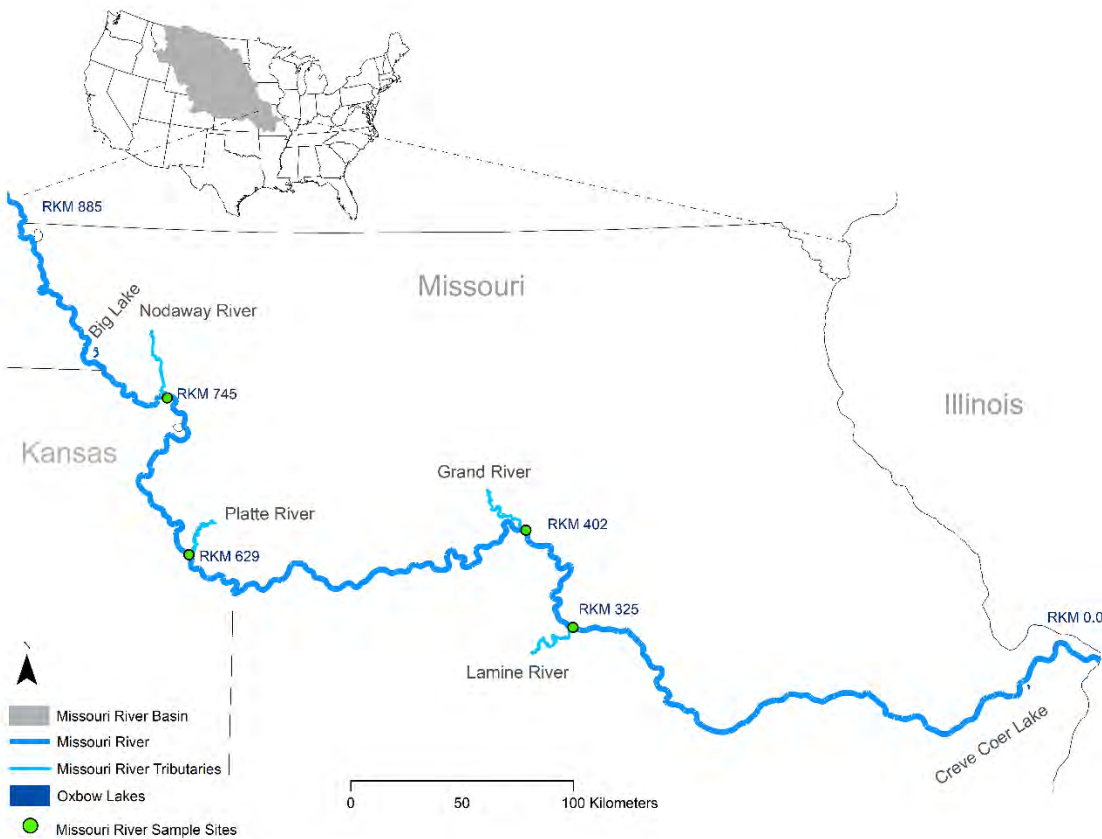 RKM 885
Missouri
Big Lake
Nodaway River
RKM 745
Illinois
Kansas
Grand River
Platte River
RKM 402
RKM 629
RKM 325
RKM 0.0
Lamine River
Creve Coer Lake
N
Missouri River Basin
Missouri River
Missouri River Tributaries
Oxbow Lakes
Missouri River Sample Sites
0 50 100 Kilometers